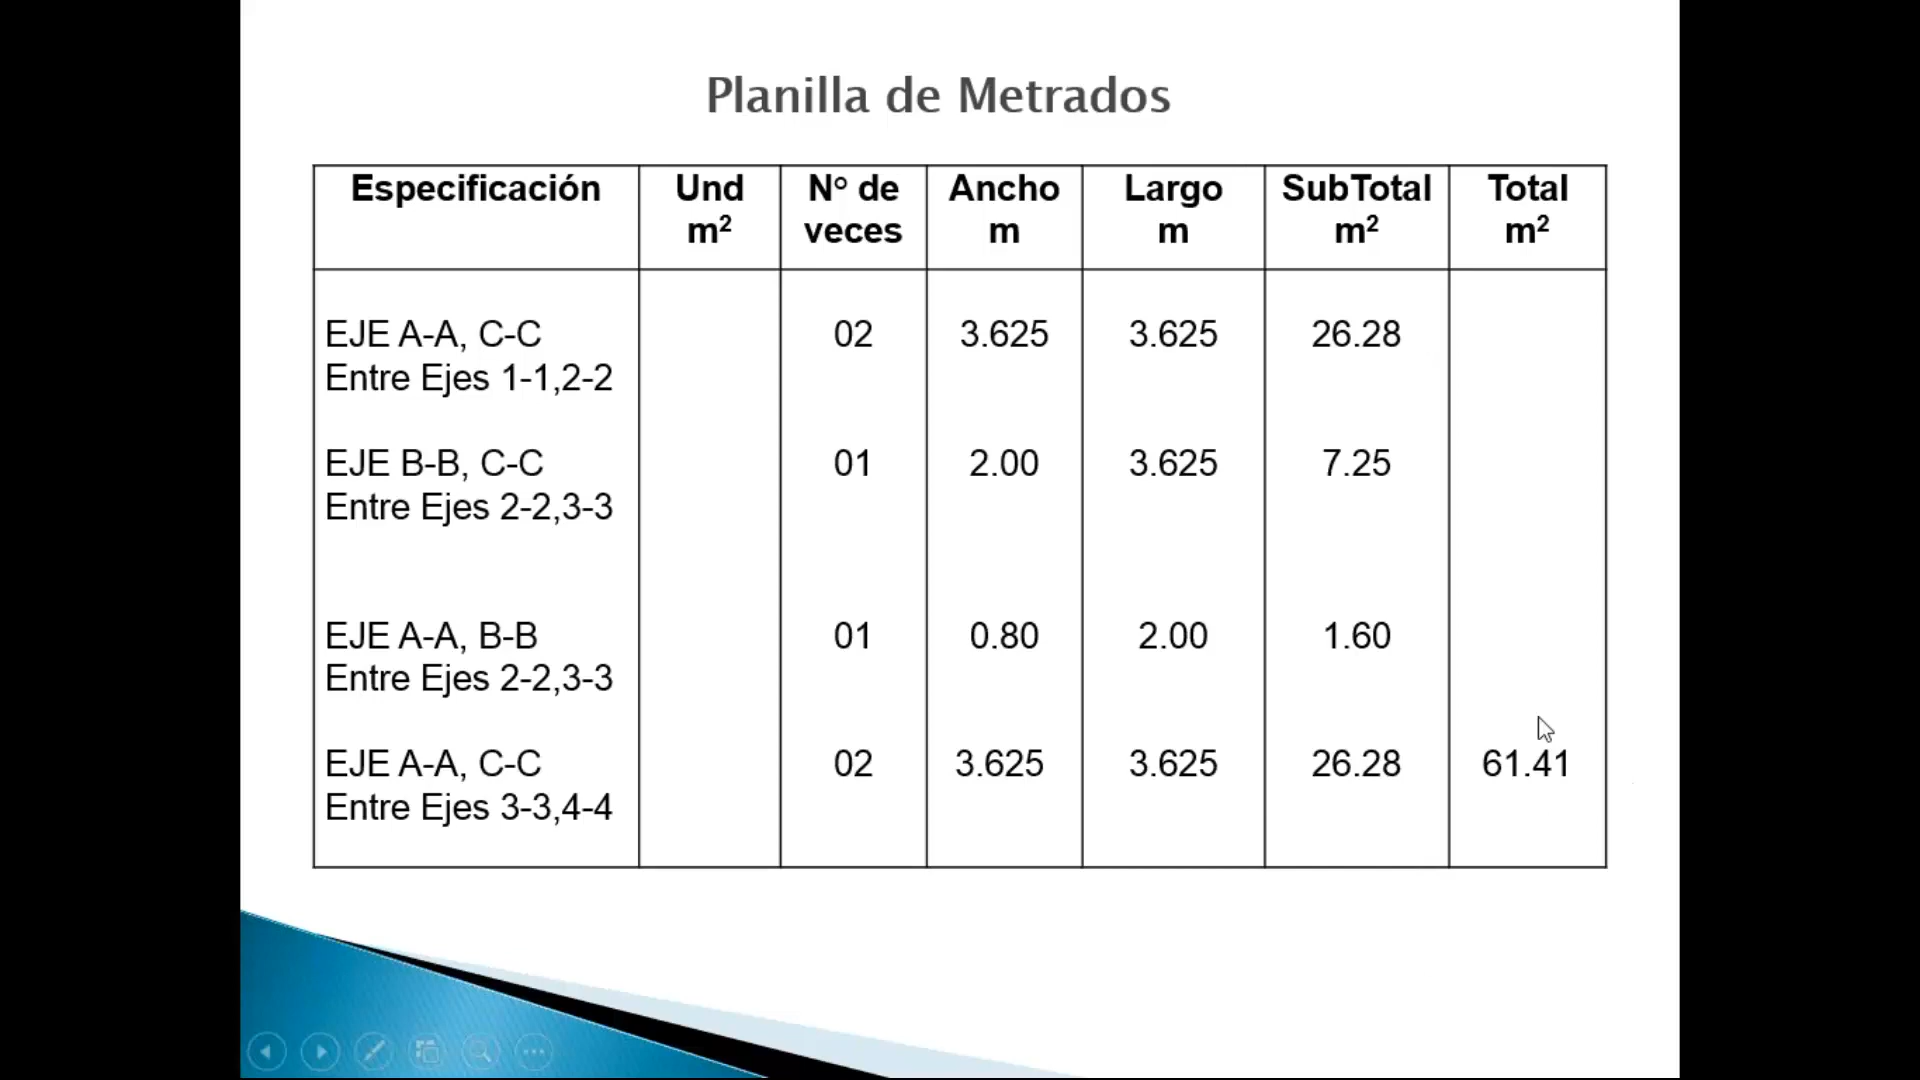 Planilla de Metrados
Especificación Und Nº de Ancho Largo SubTotal Total
m² veces m m m² m²
EJE A-A, C-C 02 3.625 3.625 26.28
Entre Ejes 1-1,2-2
EJE B-B, C-C 01 2.00 3.625 7.25
Entre Ejes 2-2,3-3
EJE A-A, B-B 01 0.80 2.00 1.60
Entre Ejes 2-2,3-3
EJE A-A, C-C 02 3.625 3.625 26.28 61.41
Entre Ejes 3-3,4-4